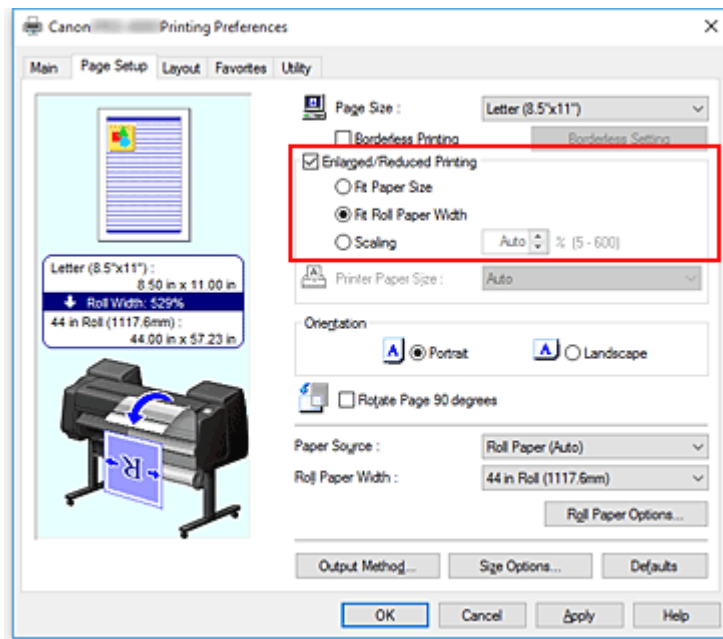 Canon Printing Preferences
Main Page Setup Layout Favorites Utility
Page Size : Letter (8.5"x11")
Borderless Printing Borderless Setting
Enlarged/Reduced Printing
Fit Paper Size
Fit Roll Paper Width
Scaling Auto % (5 - 600)
Printer Paper Size : Auto
Letter (8.5"x11") :
8.50 in x 11.00 in
Roll Width: 529%
44 in Roll (1117.6mm) :
44.00 in x 57.23 in
Orientation
A Portrait A Landscape
Rotate Page 90 degrees
Paper Source : Roll Paper (Auto)
Roll Paper Width : 44 in Roll (1117.6mm)
Roll Paper Options...
R
Output Method... Size Options... Defaults
OK Cancel Apply Help